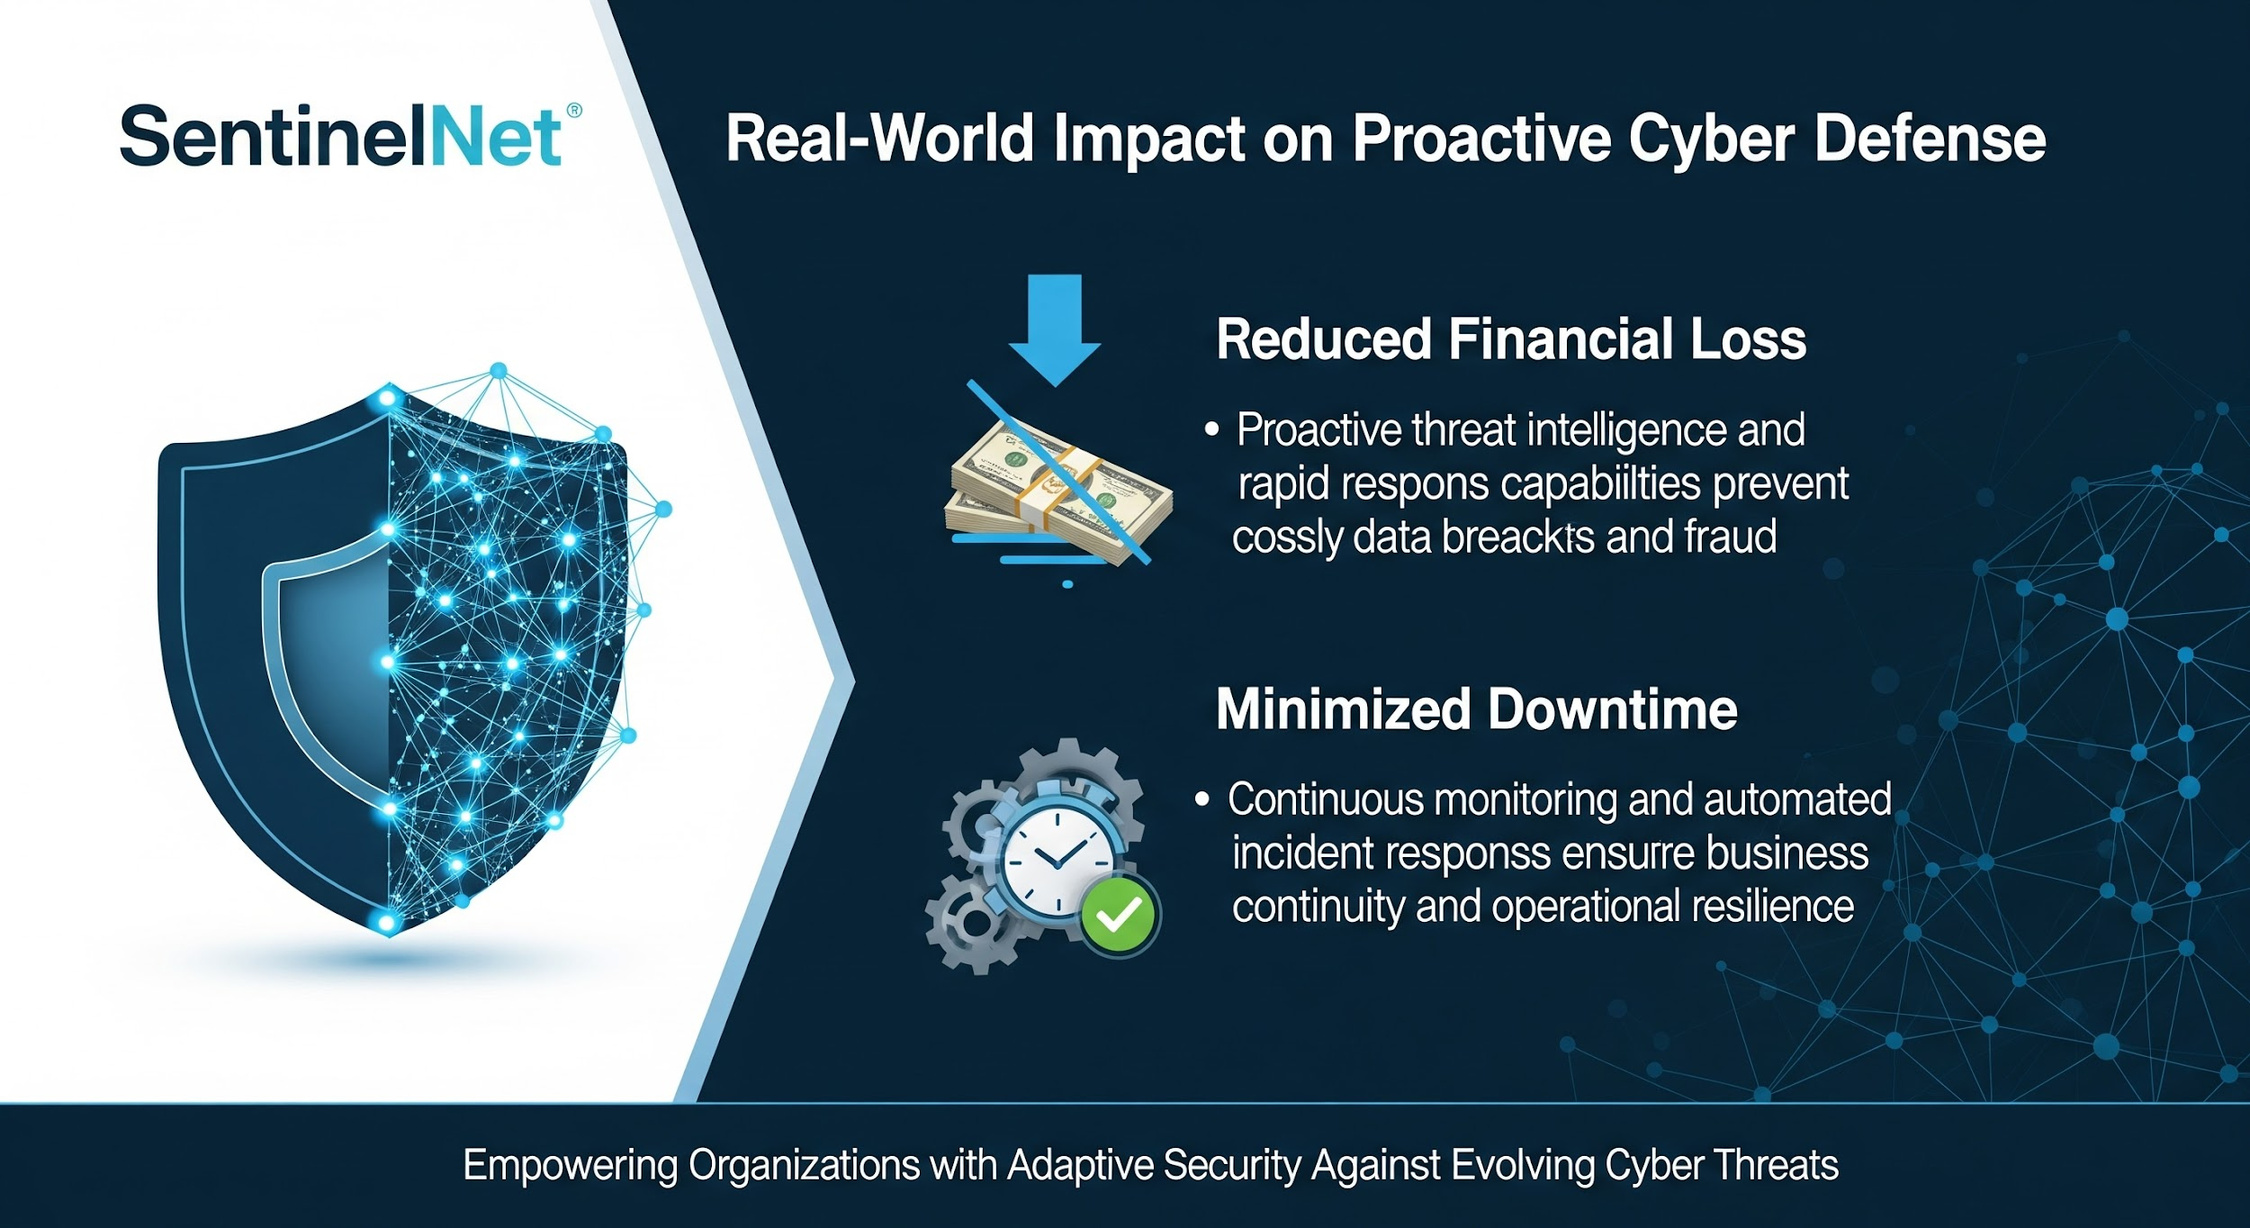 SentinelNet®
Real-World Impact on Proactive Cyber Defense
Reduced Financial Loss
• Proactive threat intelligence and
rapid respons capabiilties prevent
cossly data breackts and fraud
Minimized Downtime
• Continuous monitoring and automated
incident responss ensurre business
continuity and operational resilience
Empowering Organizations with Adaptive Security Against Evolving Cyber Threats